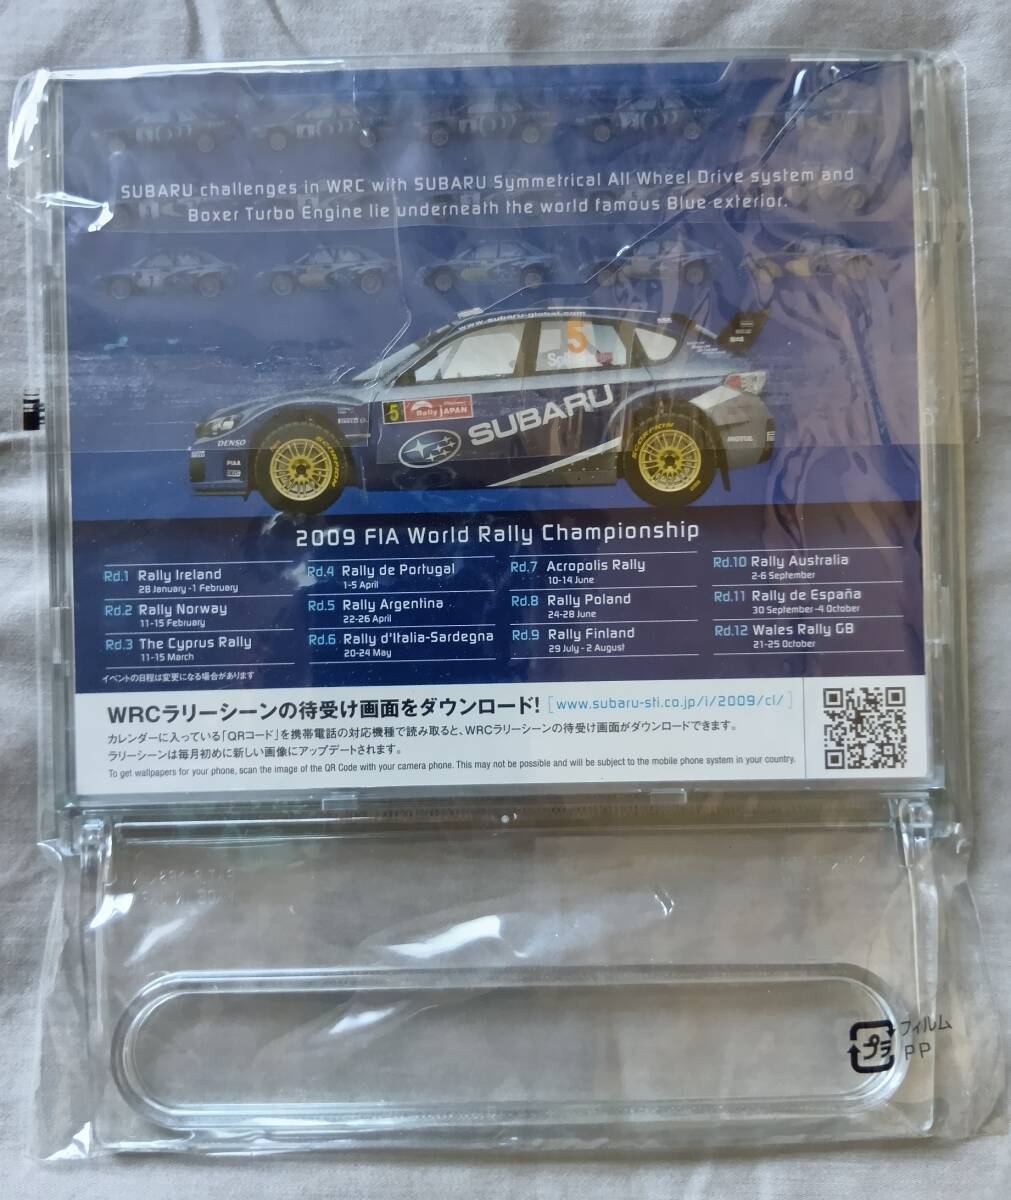 SUBARU challenges in WRC with SUBARU Symmetrical All Wheel Drive system and
Boxer Turbo Engine lie underneath the world famous Blue exterior.
www.subaru-global.com
5
5
Rally JAPAN
SUBARU
DENSO
PIAA
SCORPION
SCORPION
MOTUL
2009 FIA World Rally Championship
Rd.1 Rally Ireland
28 January -1 February
Rd.2 Rally Norway
11-15 February
Rd.3 The Cyprus Rally
11-15 March
Rd.4 Rally de Portugal
1-5 April
Rd.5 Rally Argentina
22-26 April
Rd.6 Rally d'Italia-Sardegna
20-24 May
Rd.7 Acropolis Rally
10-14 June
Rd.8 Rally Poland
24-28 June
Rd.9 Rally Finland
29 July - 2 August
Rd.10 Rally Australia
2-6 September
Rd.11 Rally de España
30 September-4 October
Rd.12 Wales Rally GB
21-25 October
イベントの日程は変更になる場合があります
WRCラリーシーンの待受け画面をダウンロード! [www.subaru-sti.co.jp/i/2009/cl/]
カレンダーに入っている「QRコード」を携帯電話の対応機種で読み取ると、WRCラリーシーンの待受け画面がダウンロードできます。
ラリーシーンは毎月初めに新しい画像にアップデートされます。
To get wallpapers for your phone, scan the image of the QR Code with your camera phone. This may not be possible and will be subject to the mobile phone system in your country.
プラ
フィルム
PP